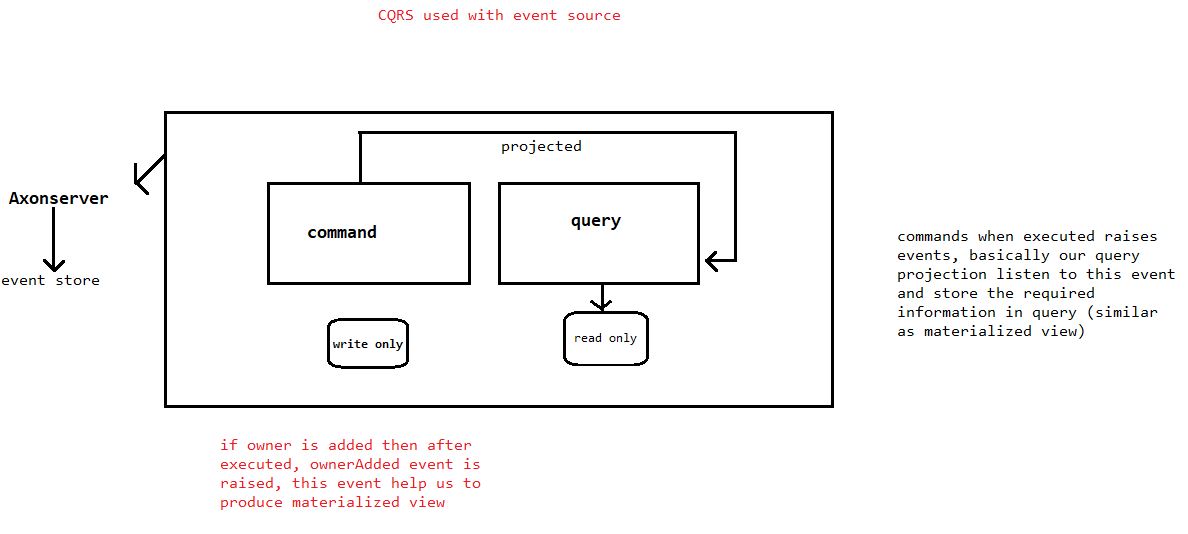 CQRS used with event source
projected
Axonserver
command
query
event store
write only
read only
commands when executed raises
events, basically our query
projection listen to this event
and store the required
information in query (similar
as materialized view)
if owner is added then after
executed, ownerAdded event is
raised, this event help us to
produce materialized view